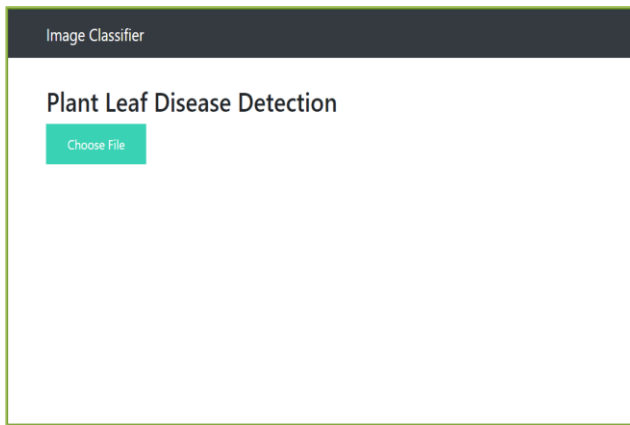 Image Classifier
Plant Leaf Disease Detection
Choose File